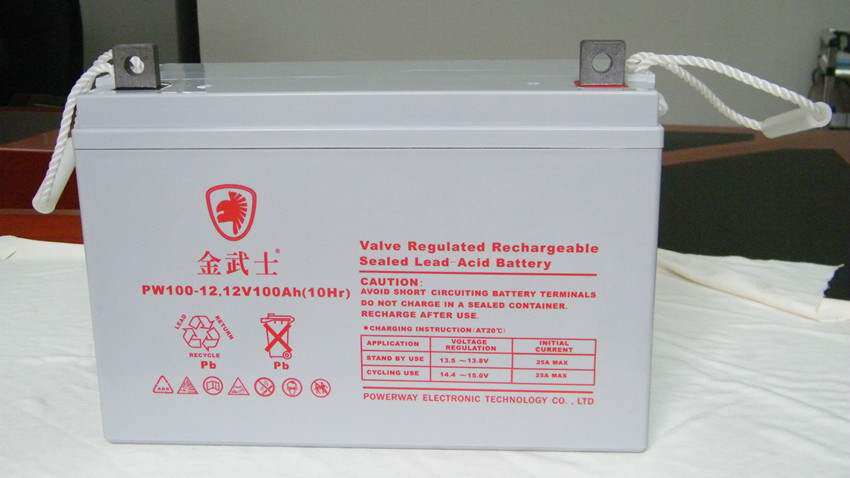 金武士®
PW100-12,12V100Ah(10Hr)
LEAD RETURN
RECYCLE
Pb
Pb
Valve Regulated Rechargeable
Sealed Lead-Acid Battery
CAUTION:
AVOID SHORT CIRCUITING BATTERY TERMINALS
DO NOT CHARGE IN A SEALED CONTAINER.
RECHARGE AFTER USE.
●CHARGING INSTRUCTION(AT20℃)
APPLICATION VOLTAGE REGULATION INITIAL CURRENT
STAND BY USE 13.5~13.8V 25A MAX
CYCLING USE 14.4~15.0V 25A MAX
POWERWAY ELECTRONIC TECHNOLOGY CO.,LTD